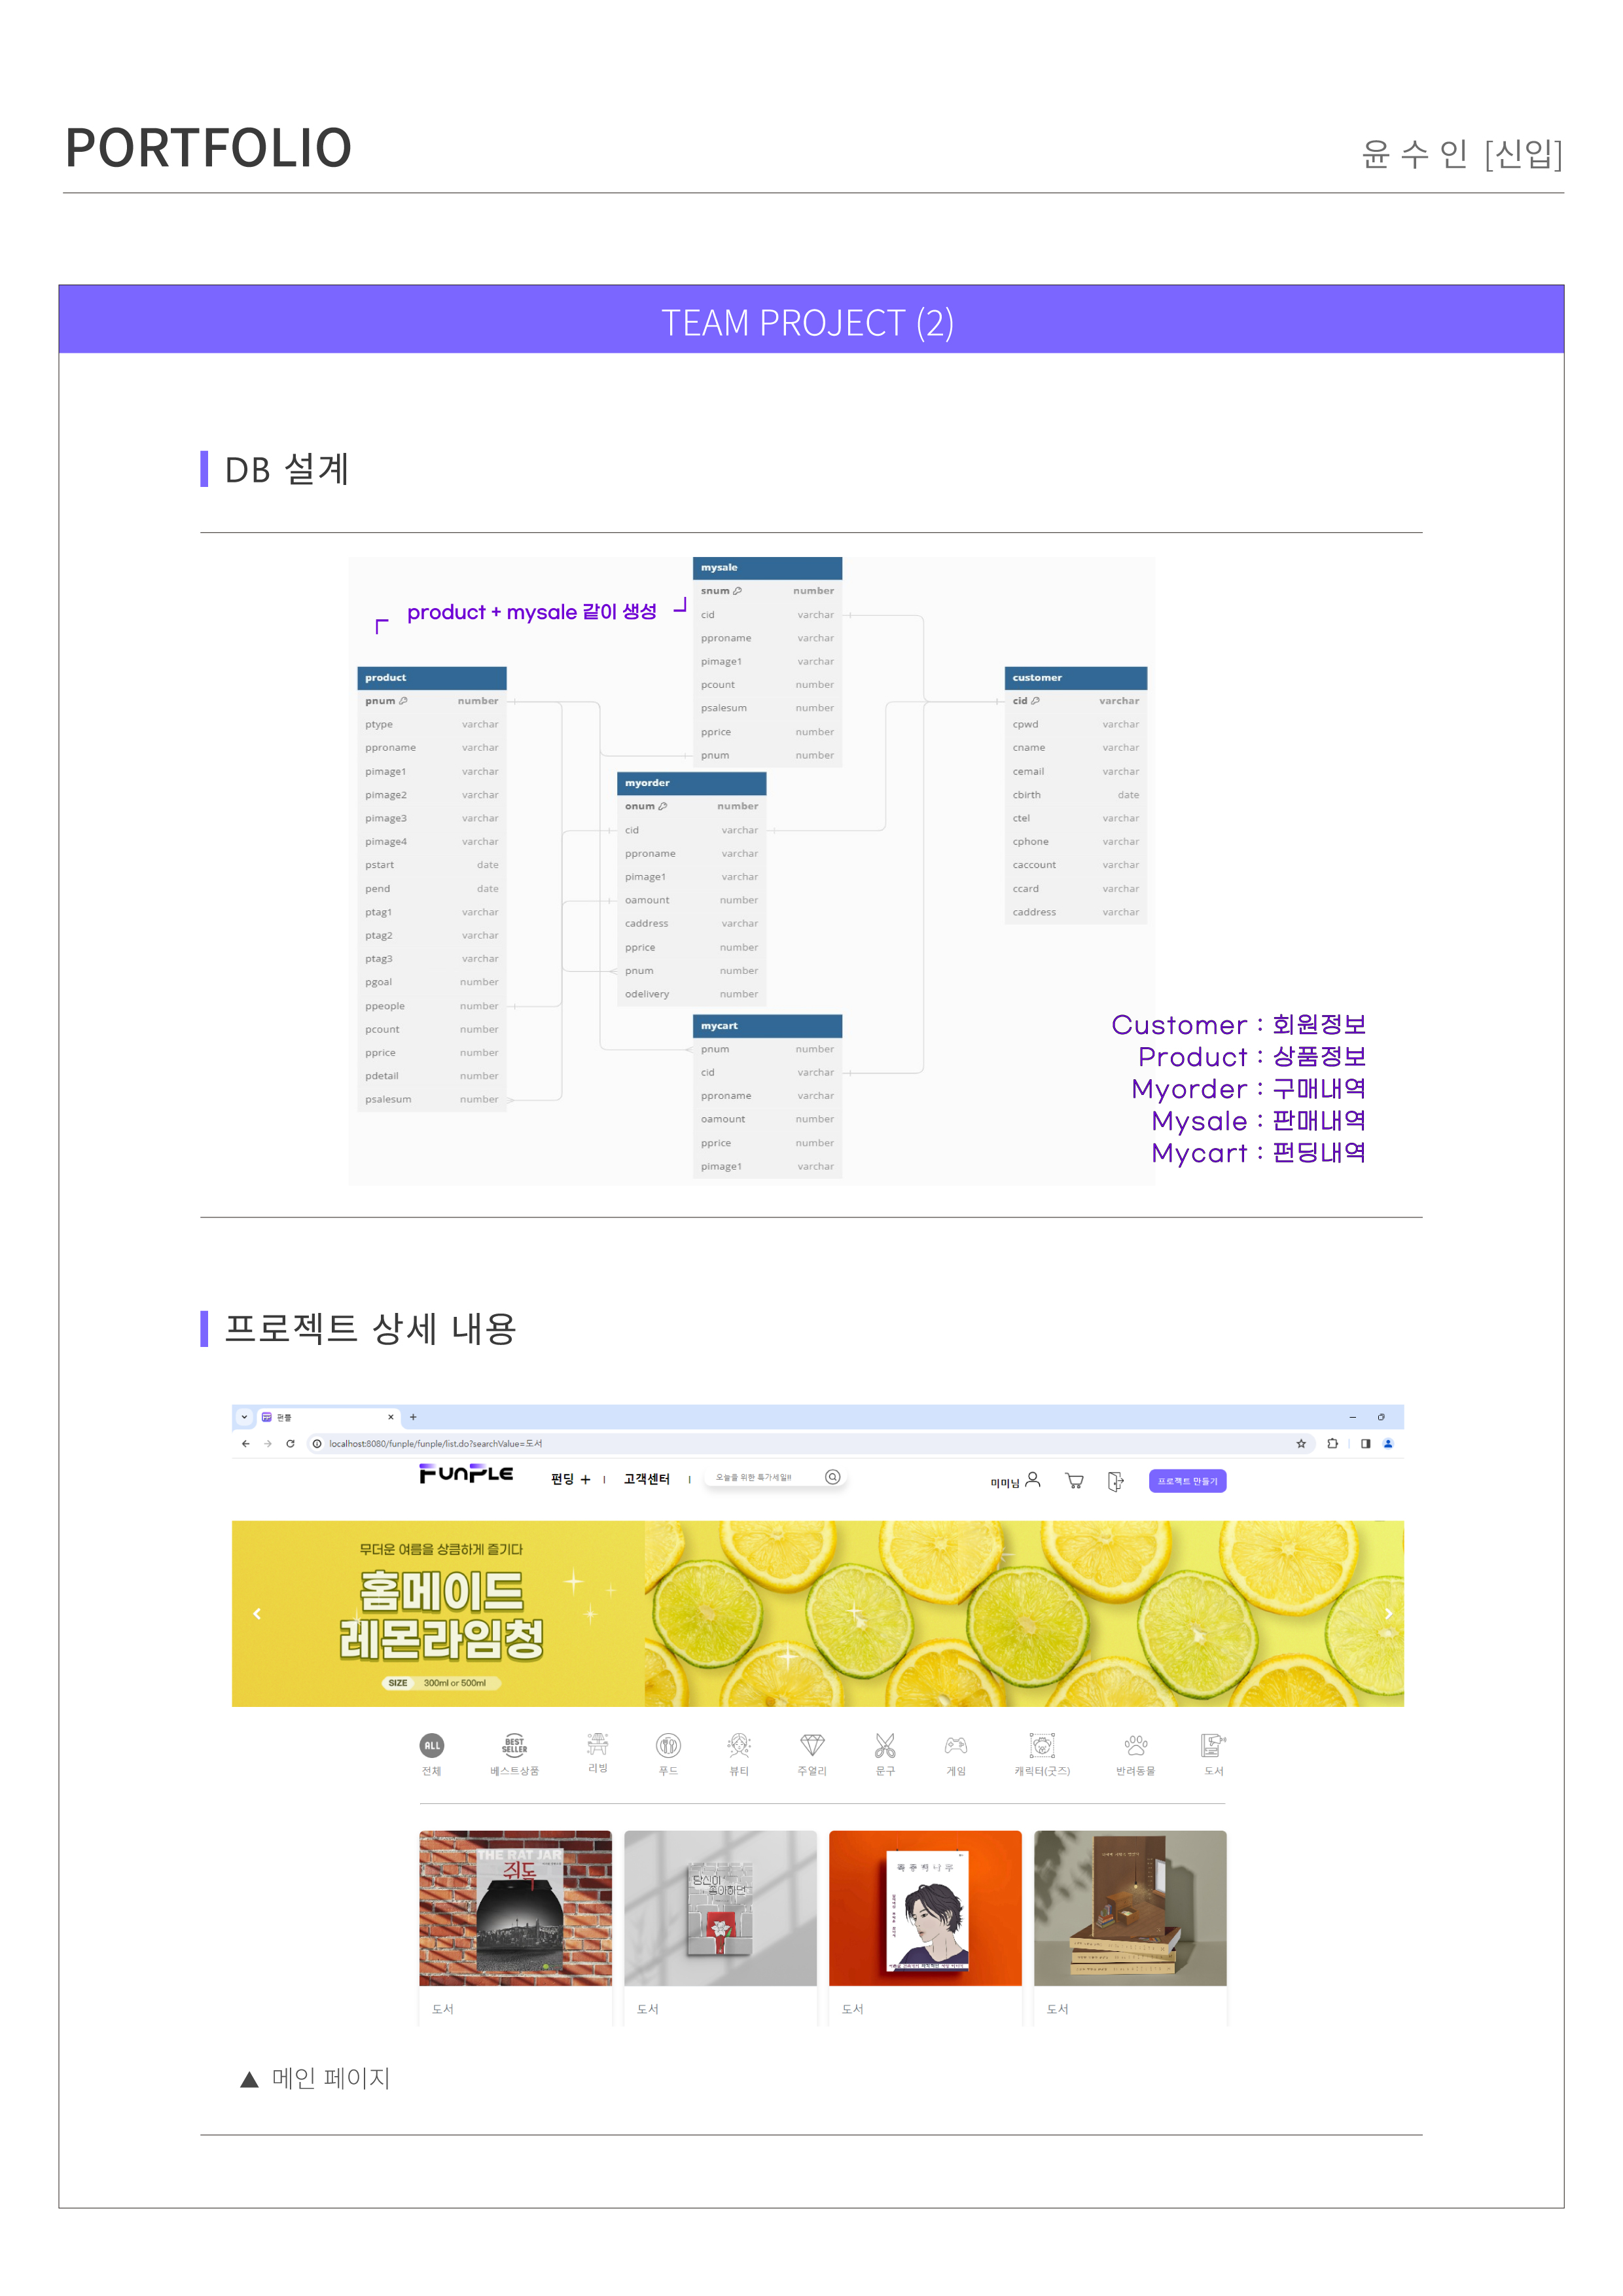 PORTFOLIO
윤 수 인 [신입]
TEAM PROJECT (2)
DB 설계
product + mysale 같이 생성
mysale
snum number
cid varchar
pproname varchar
pimage1 varchar
pcount number
psalesum number
pprice number
pnum number
product
pnum number
ptype varchar
pproname varchar
pimage1 varchar
pimage2 varchar
pimage3 varchar
pimage4 varchar
pstart date
pend date
ptag1 varchar
ptag2 varchar
ptag3 varchar
pgoal number
ppeople number
pcount number
pprice number
pdetail number
psalesum number
myorder
onum number
cid varchar
pproname varchar
pimage1 varchar
oamount number
caddress varchar
pprice number
pnum number
odelivery number
mycart
pnum number
cid varchar
pproname varchar
oamount number
pprice number
pimage1 varchar
customer
cid varchar
cpwd varchar
cname varchar
cemail varchar
cbirth date
ctel varchar
cphone varchar
caccount varchar
ccard varchar
caddress varchar
Customer : 회원정보
Product : 상품정보
Myorder : 구매내역
Mysale : 판매내역
Mycart : 펀딩내역
프로젝트 상세 내용
펀플
localhost:8080/funple/funple/list.do?searchValue=도서
FUNPLE 펀딩 + | 고객센터 | 오늘을 위한 특가세일!! 미미님 프로젝트 만들기
무더운 여름을 상큼하게 즐기다
홈메이드
레몬라임청
SIZE 300ml or 500ml
ALL BEST SELLER
전체 베스트상품 리빙 푸드 뷰티 주얼리 문구 게임 캐릭터(굿즈) 반려동물 도서
THE RAT JAR
쥐독
당신이
좋아하던
도서 도서 도서 도서
▲ 메인 페이지